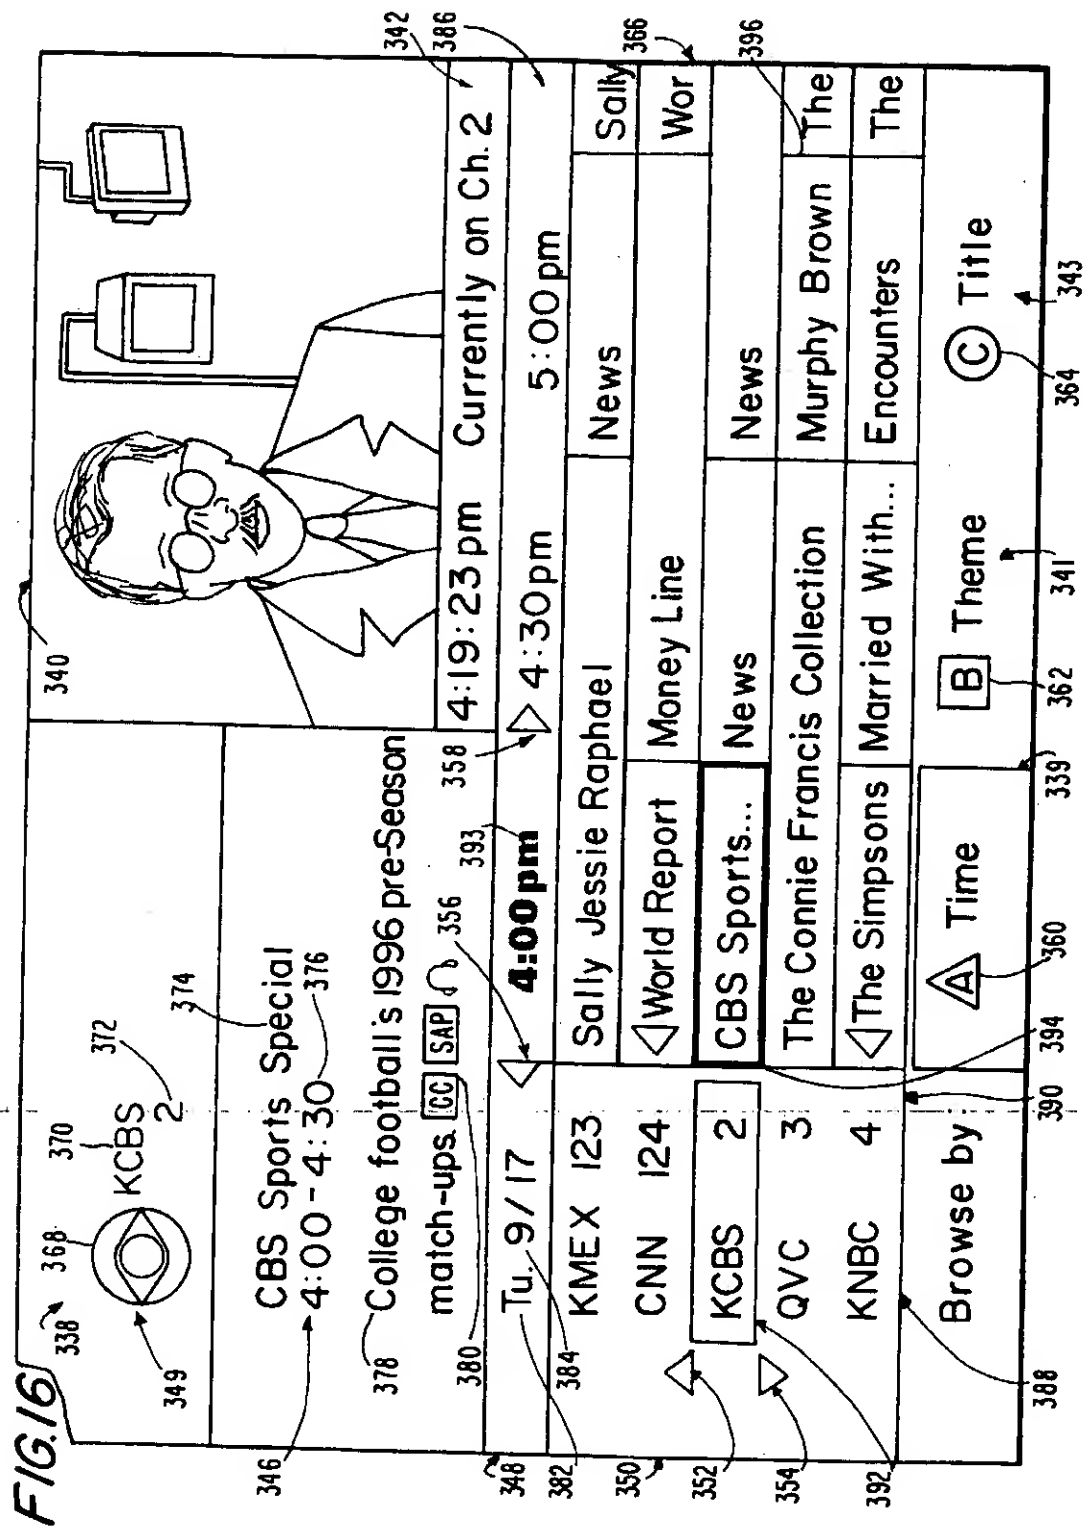 FIG.16
338
368
370
KCBS
372
2
349
340
CBS Sports Special
374
4:00-4:30
376
346
378
College football's 1996 pre-Season
match-ups. CC SAP
380
4:19:23pm Currently on Ch. 2
342
386
348
382
Tu. 9/17
384
356
4:00pm
393
358
4:30pm
5:00pm
KMEX 123
Sally Jessie Raphael
News
Sally
350
CNN 124
World Report
Money Line
Wor
366
352
KCBS 2
CBS Sports...
News
News
396
354
QVC 3
The Connie Francis Collection
Murphy Brown
The
392
KNBC 4
The Simpsons
Married With...
Encounters
The
Browse by
A Time
B Theme
C Title
388
390
394
360
339
362
341
364
343